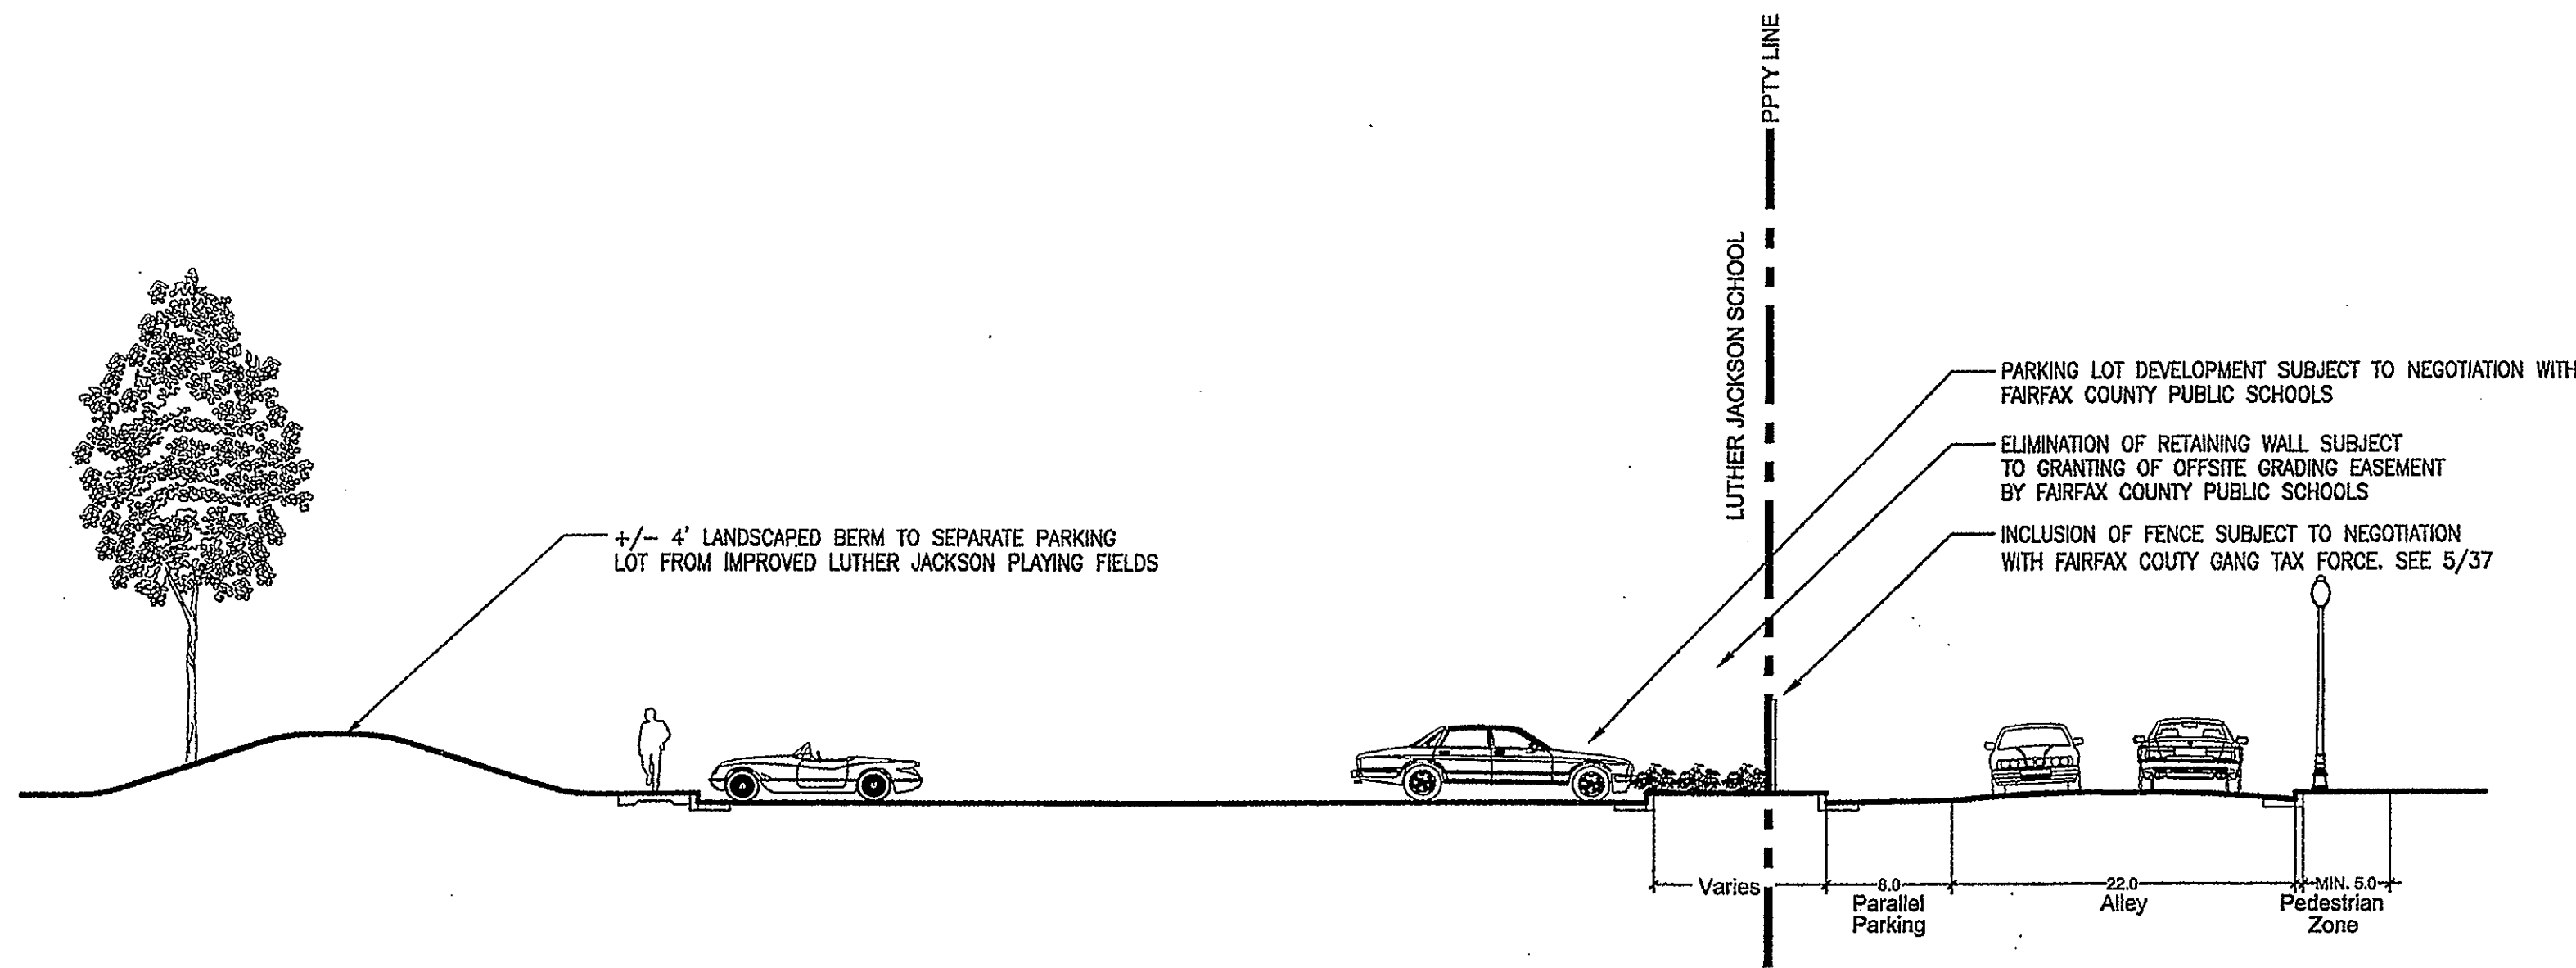 PPTY LINE
LUTHER JACKSON SCHOOL
PARKING LOT DEVELOPMENT SUBJECT TO NEGOTIATION WITH
FAIRFAX COUNTY PUBLIC SCHOOLS
ELIMINATION OF RETAINING WALL SUBJECT
TO GRANTING OF OFFSITE GRADING EASEMENT
BY FAIRFAX COUNTY PUBLIC SCHOOLS
INCLUSION OF FENCE SUBJECT TO NEGOTIATION
WITH FAIRFAX COUTY GANG TAX FORCE. SEE 5/37
+/- 4' LANDSCAPED BERM TO SEPARATE PARKING
LOT FROM IMPROVED LUTHER JACKSON PLAYING FIELDS
Varies
8.0
Parallel
Parking
22.0
Alley
MIN. 5.0
Pedestrian
Zone